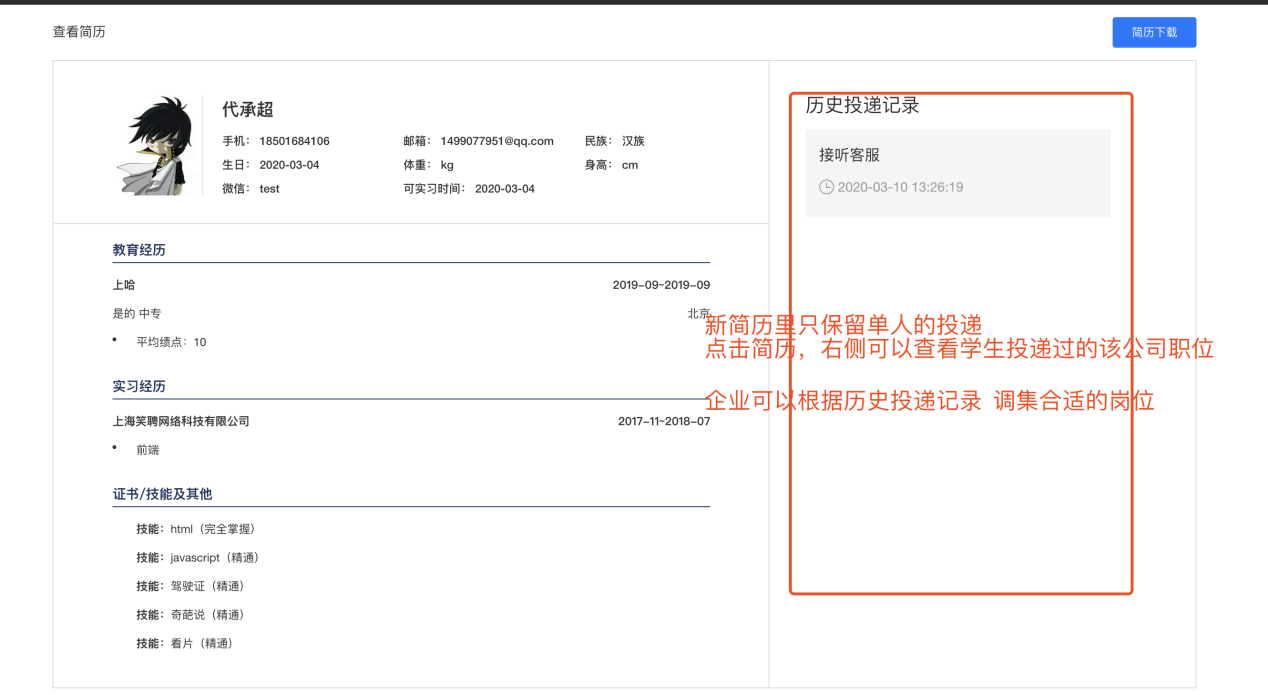 查看简历
简历下载
代承超
手机： 18501684106 邮箱： 1499077951@qq.com 民族： 汉族
生日： 2020-03-04 体重： kg 身高： cm
微信： test 可实习时间： 2020-03-04
教育经历
上哈 2019-09~2019-09
是的 中专 北京
• 平均绩点：10
实习经历
上海笑聘网络科技有限公司 2017-11~2018-07
• 前端
证书/技能及其他
技能：html（完全掌握）
技能：javascript（精通）
技能：驾驶证（精通）
技能：奇葩说（精通）
技能：看片（精通）
历史投递记录
接听客服
2020-03-10 13:26:19
新简历里只保留单人的投递
点击简历，右侧可以查看学生投递过的该公司职位
企业可以根据历史投递记录 调集合适的岗位